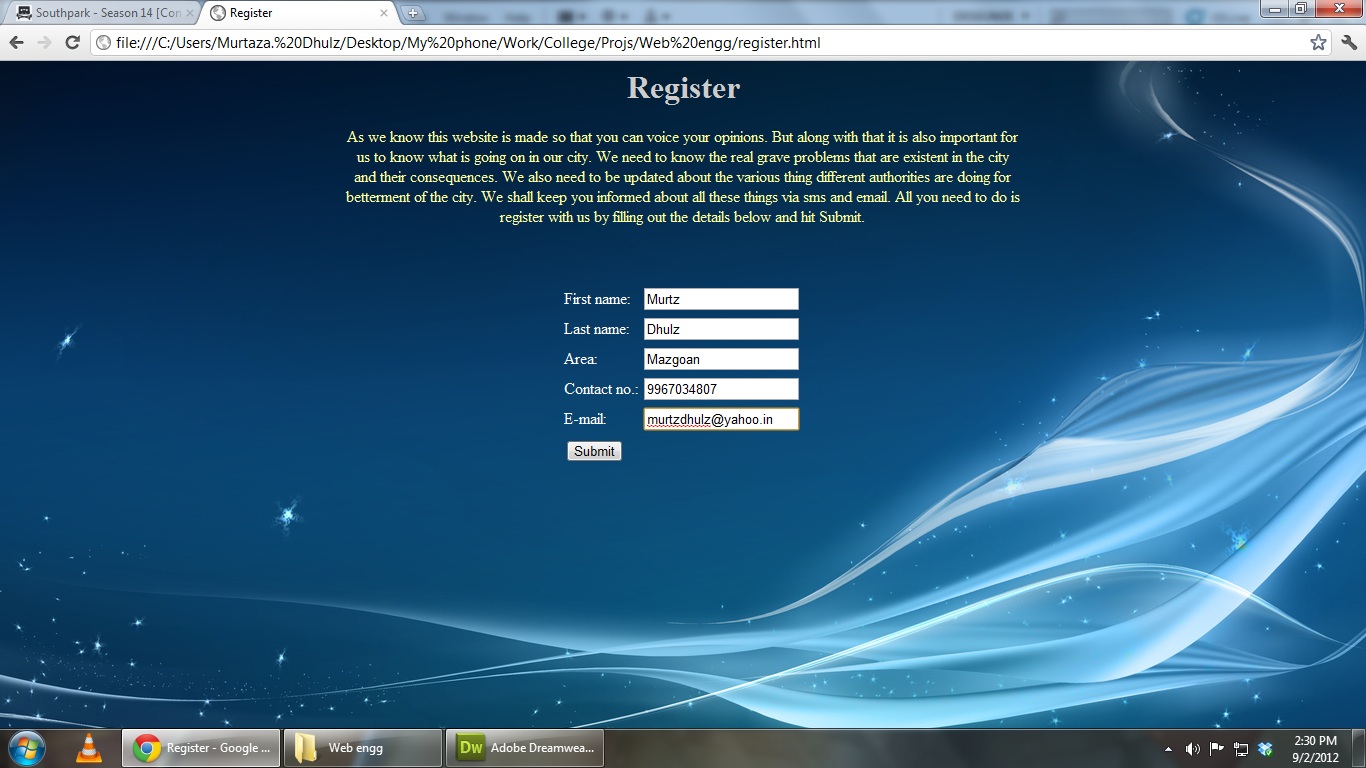 Southpark - Season 14 [Con
Register
file:///C:/Users/Murtaza.%20Dhulz/Desktop/My%20phone/Work/College/Projs/Web%20engg/register.html
Register
As we know this website is made so that you can voice your opinions. But along with that it is also important for
us to know what is going on in our city. We need to know the real grave problems that are existent in the city
and their consequences. We also need to be updated about the various thing different authorities are doing for
betterment of the city. We shall keep you informed about all these things via sms and email. All you need to do is
register with us by filling out the details below and hit Submit.
First name: Murtz
Last name: Dhulz
Area: Mazgoan
Contact no.: 9967034807
E-mail: murtzdhulz@yahoo.in
Submit
Register - Google ...
Web engg
Dw Adobe Dreamwea...
2:30 PM
9/2/2012